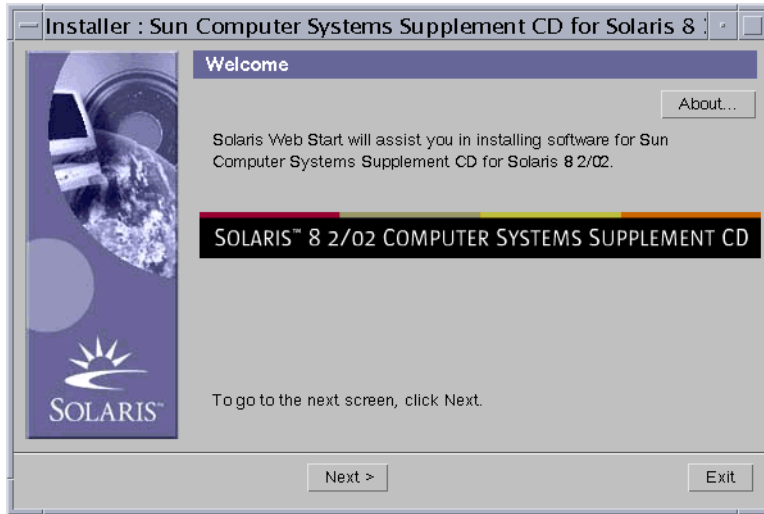 Installer : Sun Computer Systems Supplement CD for Solaris 8
Welcome
About...
Solaris Web Start will assist you in installing software for Sun
Computer Systems Supplement CD for Solaris 8 2/02.
SOLARIS™ 8 2/02 COMPUTER SYSTEMS SUPPLEMENT CD
To go to the next screen, click Next.
SOLARIS™
Next >
Exit